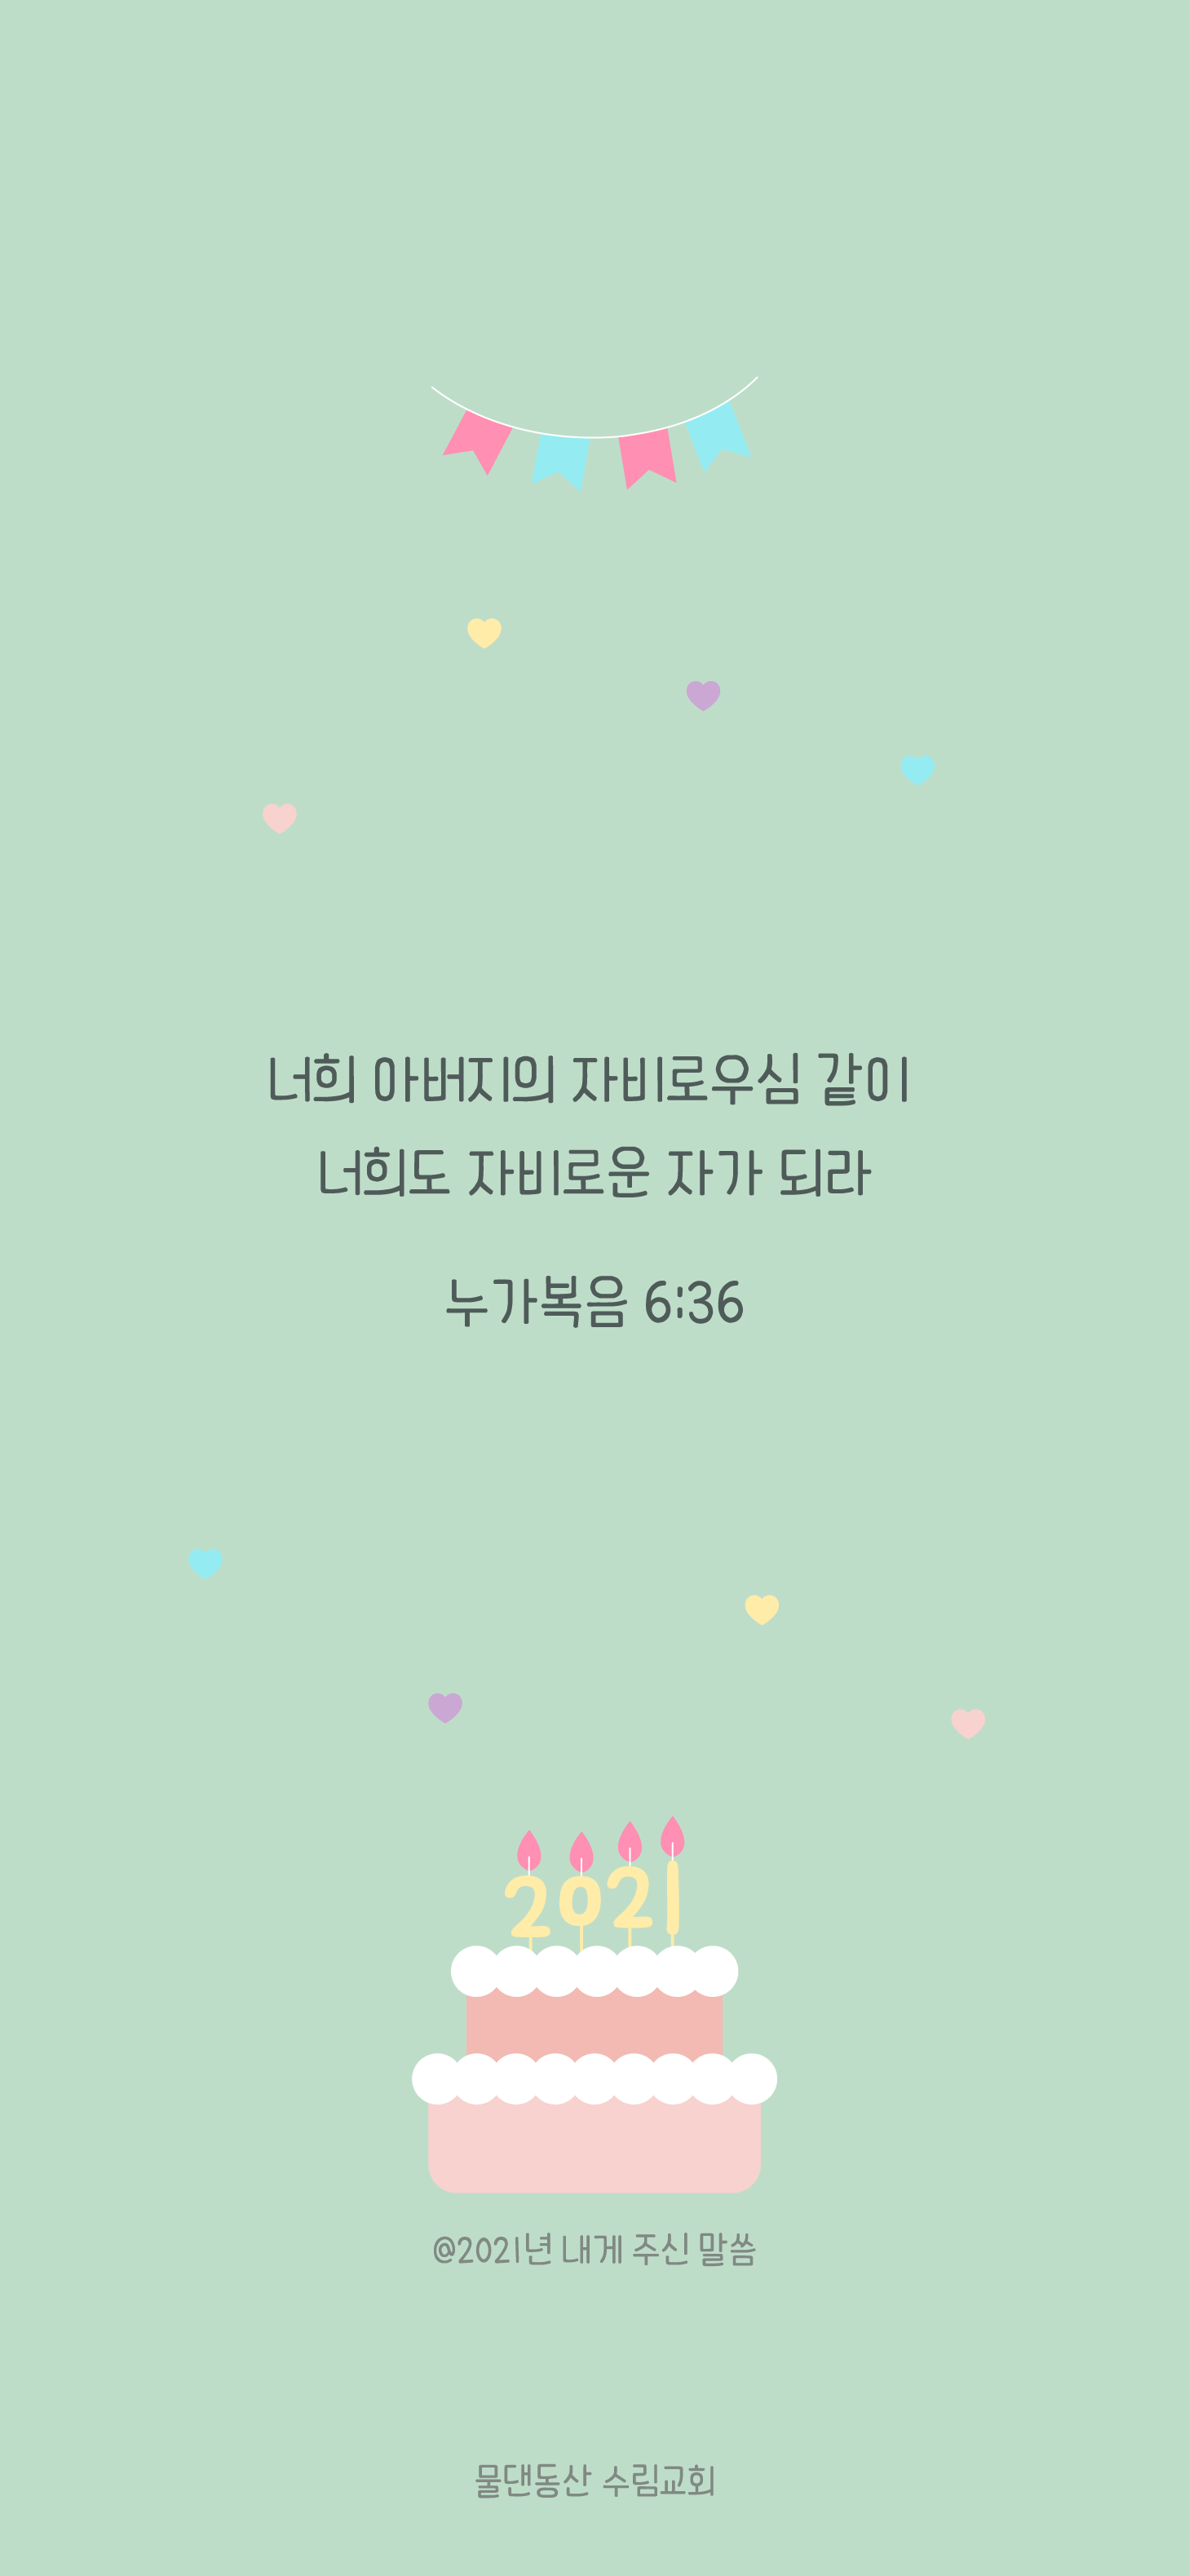 너희 아버지의 자비로우심 같이
너희도 자비로운 자가 되라
누가복음 6:36
2021
@2021년 내게 주신 말씀
물댄동산 수림교회